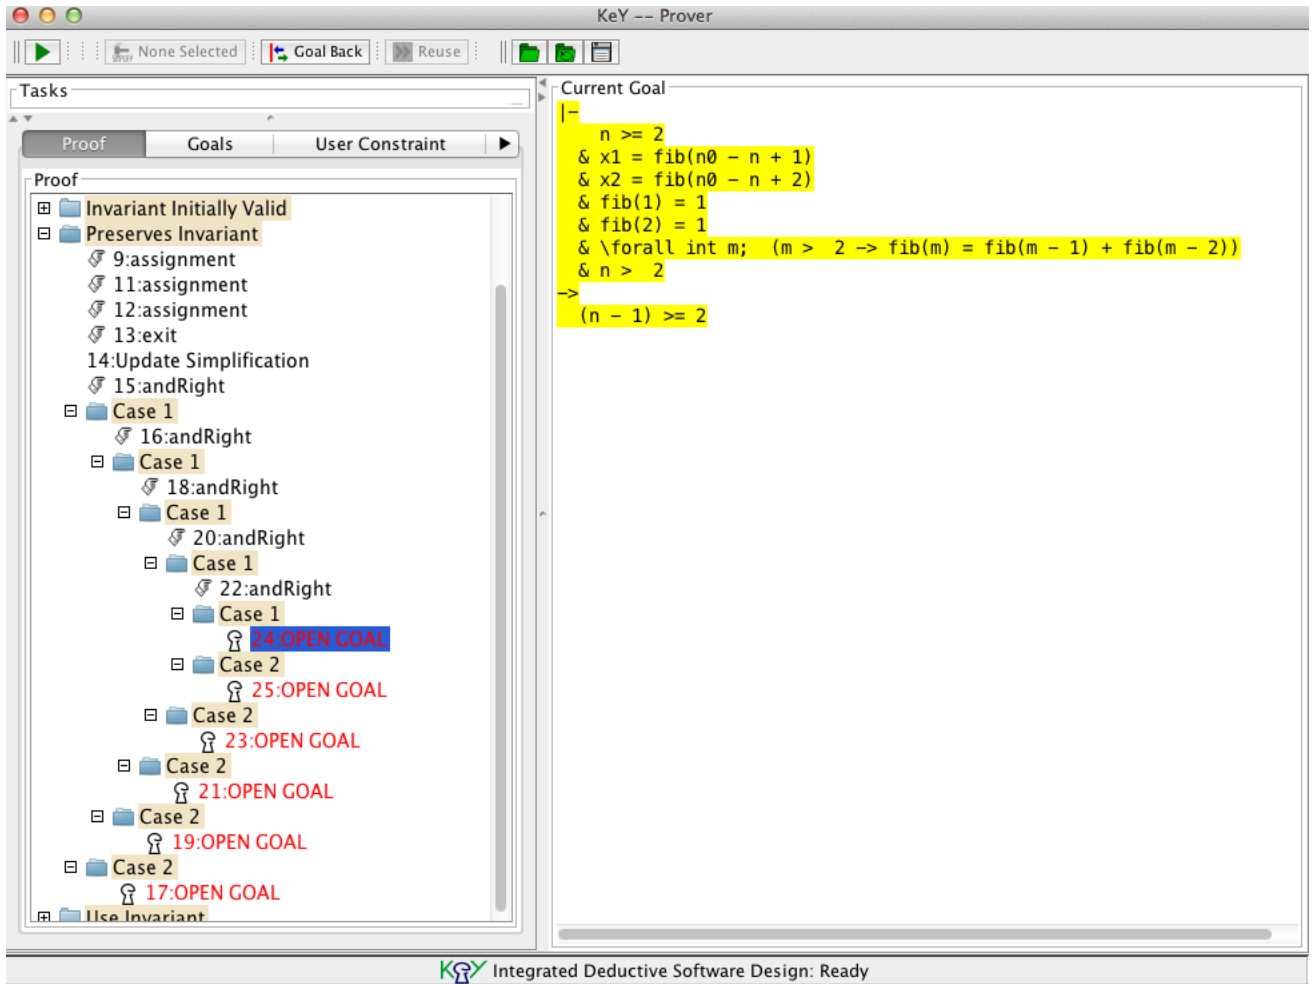 KeY -- Prover
None Selected
Goal Back
Reuse
Tasks
Proof
Goals
User Constraint
Proof
Invariant Initially Valid
Preserves Invariant
9:assignment
11:assignment
12:assignment
13:exit
14:Update Simplification
15:andRight
Case 1
16:andRight
Case 1
18:andRight
Case 1
20:andRight
Case 1
22:andRight
Case 1
24:OPEN GOAL
Case 2
25:OPEN GOAL
Case 2
23:OPEN GOAL
Case 2
21:OPEN GOAL
Case 2
19:OPEN GOAL
Case 2
17:OPEN GOAL
Use Invariant
Current Goal
|-
n >= 2
& x1 = fib(n0 - n + 1)
& x2 = fib(n0 - n + 2)
& fib(1) = 1
& fib(2) = 1
& \forall int m;  (m >  2 -> fib(m) = fib(m - 1) + fib(m - 2))
& n >  2
->
(n - 1) >= 2
KeY Integrated Deductive Software Design: Ready